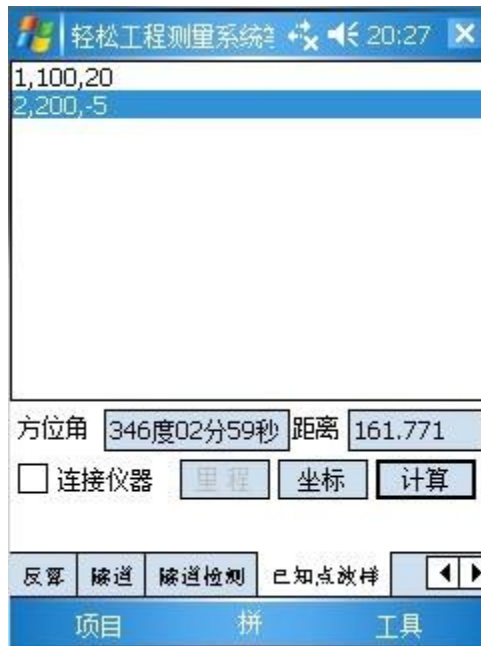 轻松工程测量系统 20:27
1,100,20
2,200,-5
方位角 346度02分59秒 距离 161.771
连接仪器 里程 坐标 计算
反算 隧道 隧道检测 已知点放样
项目 拼 工具